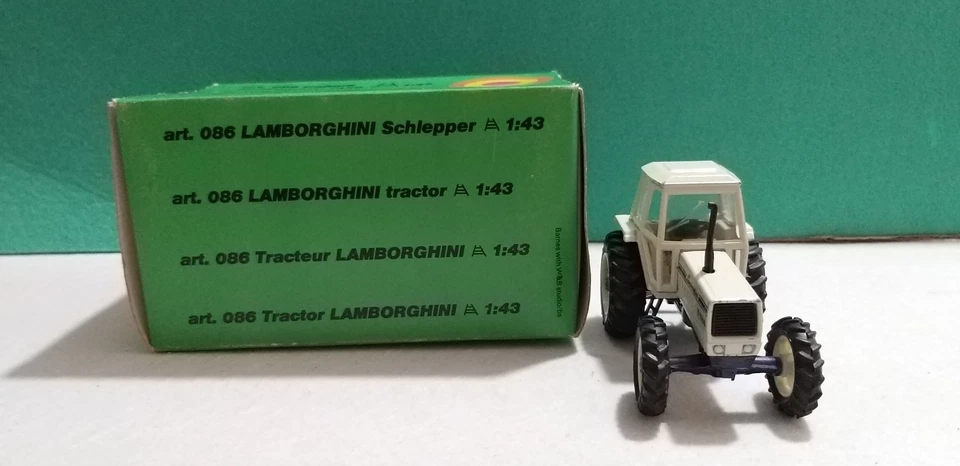 art. 086 LAMBORGHINI Schlepper 1:43
art. 086 LAMBORGHINI tractor 1:43
art. 086 Tracteur LAMBORGHINI 1:43
art. 086 Tractor LAMBORGHINI 1:43